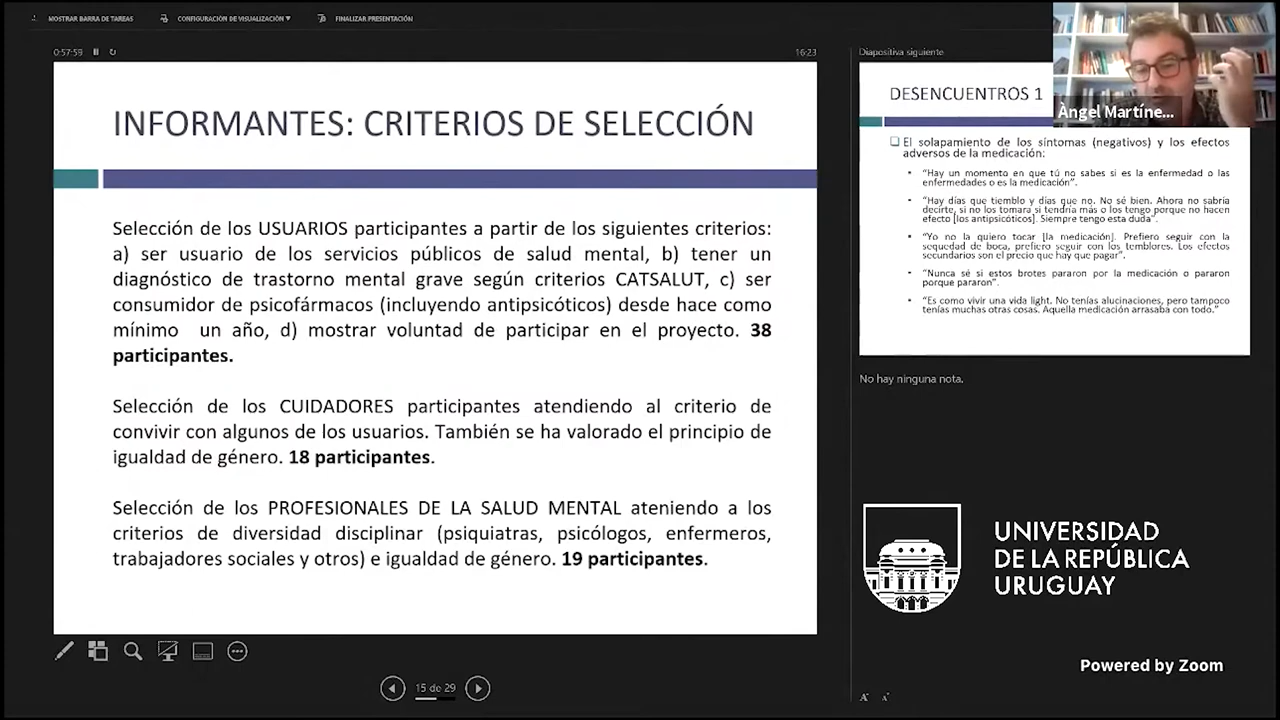 MOSTRAR BARRA DE TAREAS
CONFIGURACIÓN DE VISUALIZACIÓN ▼
FINALIZAR PRESENTACIÓN
0:57:59
16:23
INFORMANTES: CRITERIOS DE SELECCIÓN
Selección de los USUARIOS participantes a partir de los siguientes criterios:
a) ser usuario de los servicios públicos de salud mental, b) tener un
diagnóstico de trastorno mental grave según criterios CATSALUT, c) ser
consumidor de psicofármacos (incluyendo antipsicóticos) desde hace como
mínimo un año, d) mostrar voluntad de participar en el proyecto. 38
participantes.
Selección de los CUIDADORES participantes atendiendo al criterio de
convivir con algunos de los usuarios. También se ha valorado el principio de
igualdad de género. 18 participantes.
Selección de los PROFESIONALES DE LA SALUD MENTAL ateniendo a los
criterios de diversidad disciplinar (psiquiatras, psicólogos, enfermeros,
trabajadores sociales y otros) e igualdad de género. 19 participantes.
15 de 29
Diapositiva siguiente
Àngel Martíne...
DESENCUENTROS 1
❑ El solapamiento de los síntomas (negativos) y los efectos
adversos de la medicación:
• "Hay un momento en que tú no sabes si es la enfermedad o las
enfermedades o es la medicación".
• "Hay días que tiemblo y días que no. No sé bien. Ahora no sabría
decirte, si no los tomara si tendría más o los tengo porque no hacen
efecto [los antipsicóticos]. Siempre tengo esta duda".
• "Yo no la quiero tocar [la medicación]. Prefiero seguir con la
sequedad de boca, prefiero seguir con los temblores. Los efectos
secundarios son el precio que hay que pagar".
• "Nunca sé si estos brotes pararon por la medicación o pararon
porque pararon".
• "Es como vivir una vida light. No tenías alucinaciones, pero tampoco
tenías muchas otras cosas. Aquella medicación arrasaba con todo."
No hay ninguna nota.
UNIVERSIDAD
DE LA REPÚBLICA
URUGUAY
Powered by Zoom
A A